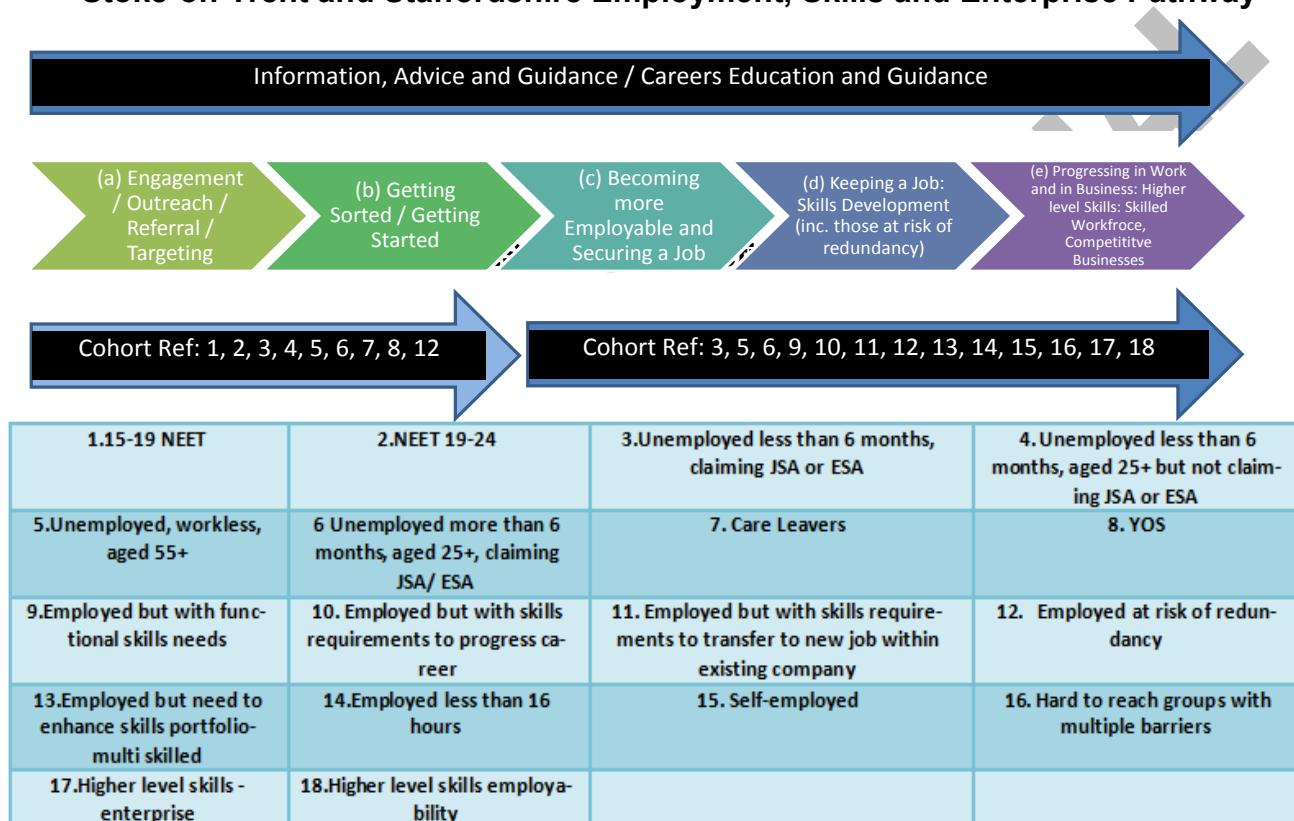 Stoke-on-Trent and Staffordshire Employment, Skills and Enterprise Pathway
Information, Advice and Guidance / Careers Education and Guidance
(a) Engagement
/ Outreach /
Referral /
Targeting
(b) Getting
Sorted / Getting
Started
(c) Becoming
more
Employable and
Securing a Job
(d) Keeping a Job:
Skills Development
(inc. those at risk of
redundancy)
(e) Progressing in Work
and in Business: Higher
level Skills: Skilled
Workfroce,
Competititve
Businesses
Cohort Ref: 1, 2, 3, 4, 5, 6, 7, 8, 12
Cohort Ref: 3, 5, 6, 9, 10, 11, 12, 13, 14, 15, 16, 17, 18
1.15-19 NEET
2.NEET 19-24
3.Unemployed less than 6 months,
claiming JSA or ESA
4. Unemployed less than 6
months, aged 25+ but not claim-
ing JSA or ESA
5.Unemployed, workless,
aged 55+
6 Unemployed more than 6
months, aged 25+, claiming
JSA/ ESA
7. Care Leavers
8. YOS
9.Employed but with func-
tional skills needs
10. Employed but with skills
requirements to progress ca-
reer
11. Employed but with skills require-
ments to transfer to new job within
existing company
12. Employed at risk of redun-
dancy
13.Employed but need to
enhance skills portfolio-
multi skilled
14.Employed less than 16
hours
15. Self-employed
16. Hard to reach groups with
multiple barriers
17.Higher level skills -
enterprise
18.Higher level skills employa-
bility